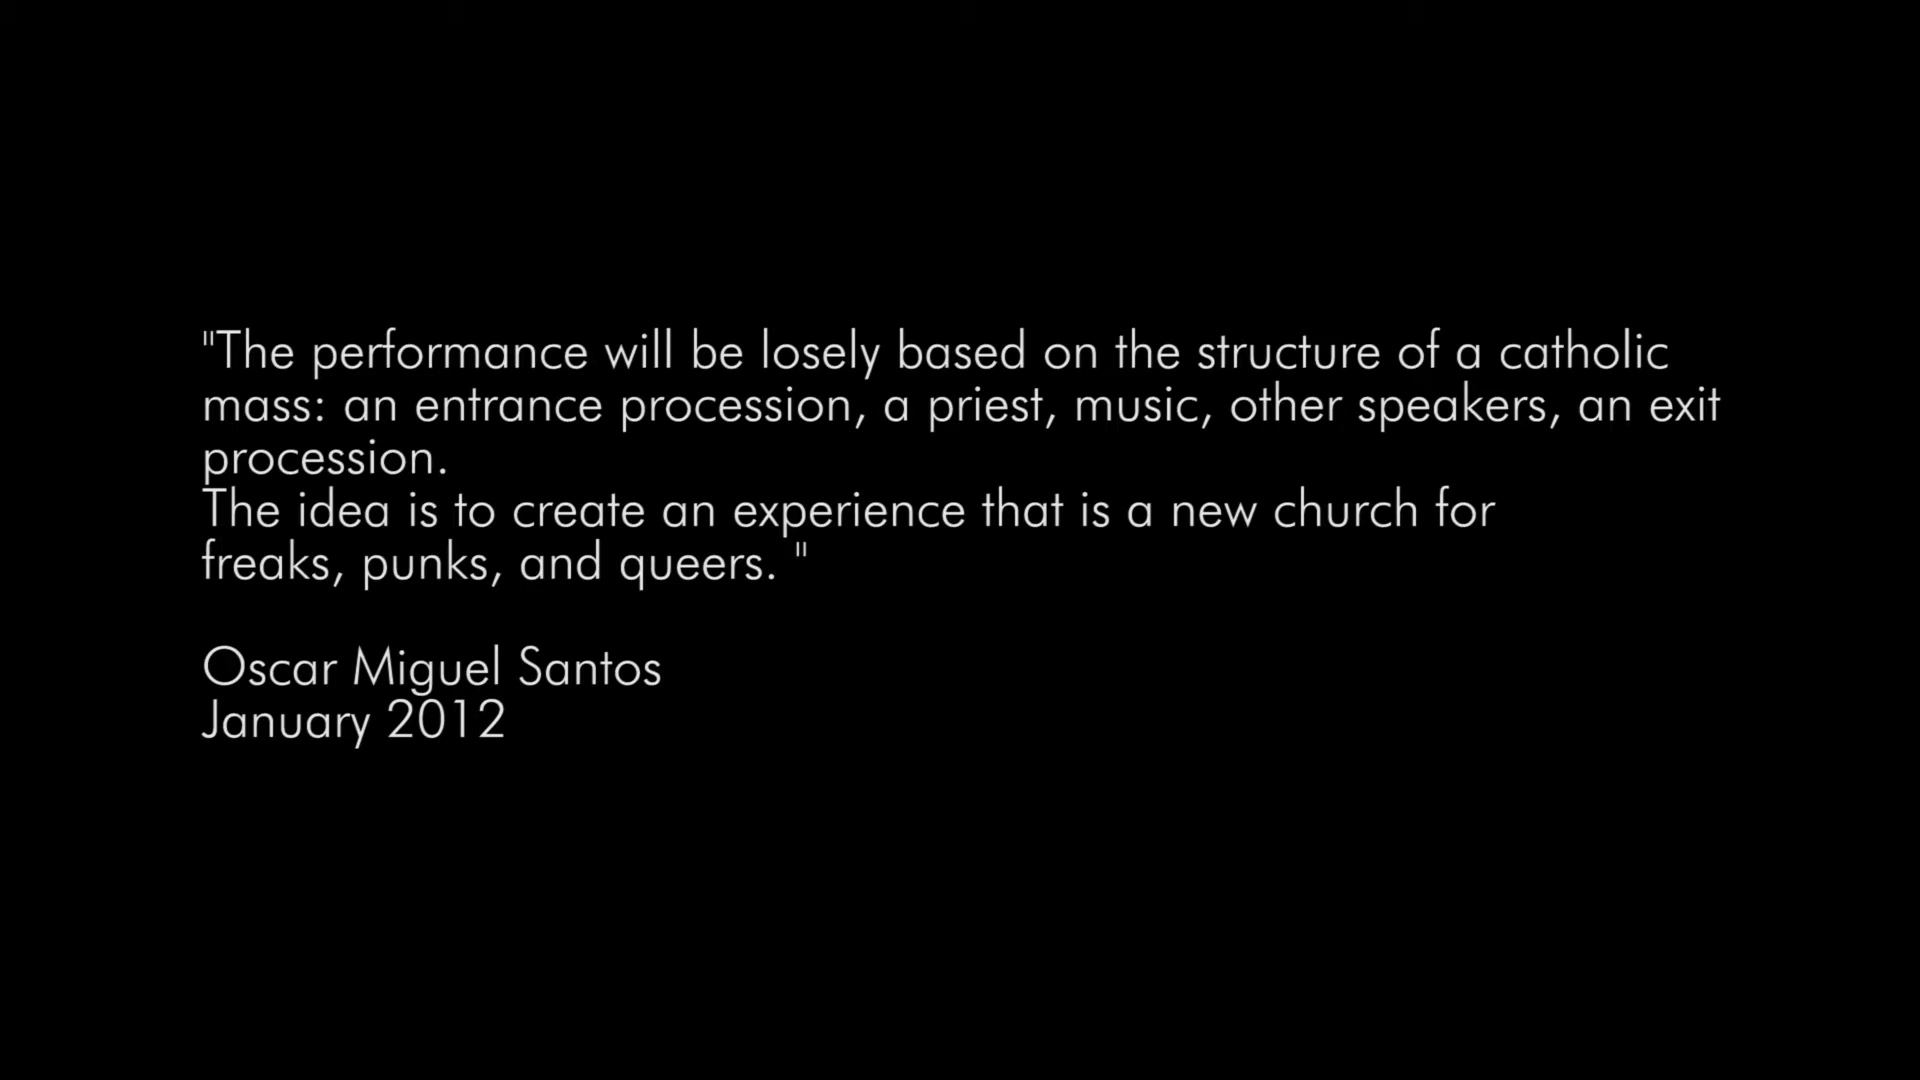 "The performance will be losely based on the structure of a catholic
mass: an entrance procession, a priest, music, other speakers, an exit
procession.
The idea is to create an experience that is a new church for
freaks, punks, and queers. "
Oscar Miguel Santos
January 2012